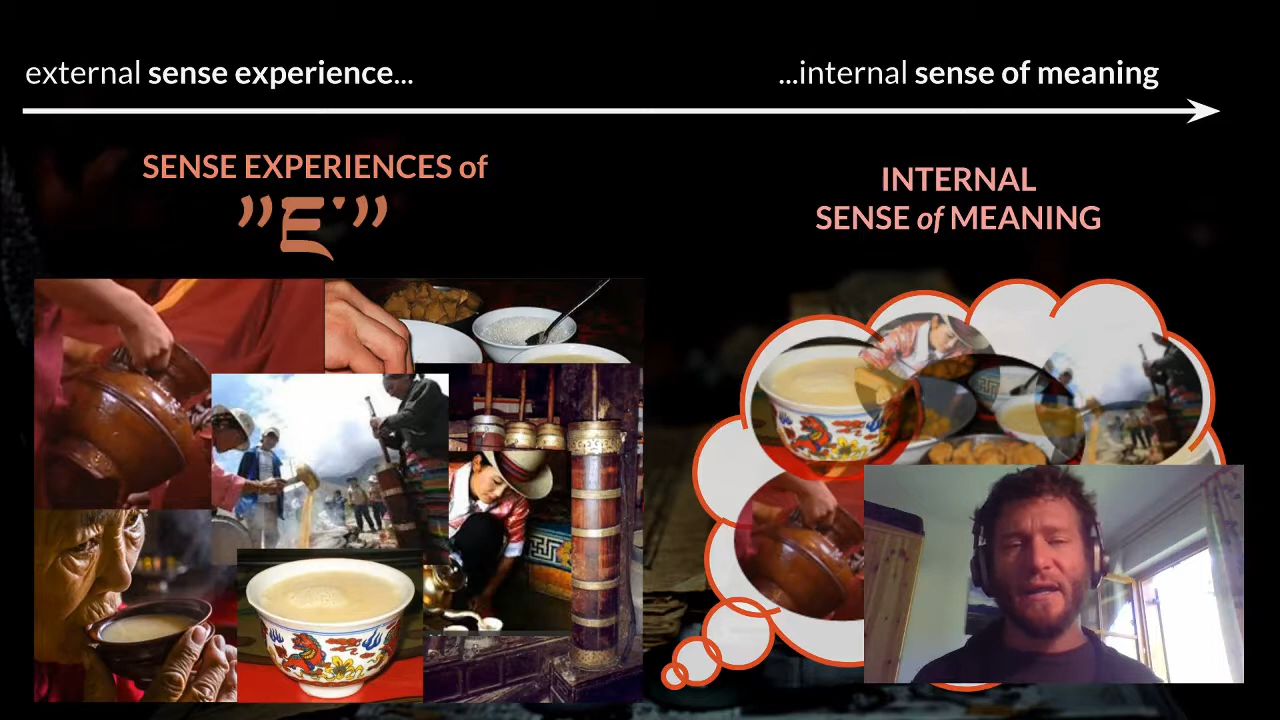 external sense experience...
...internal sense of meaning
SENSE EXPERIENCES of
”ཇ་”
INTERNAL
SENSE of MEANING